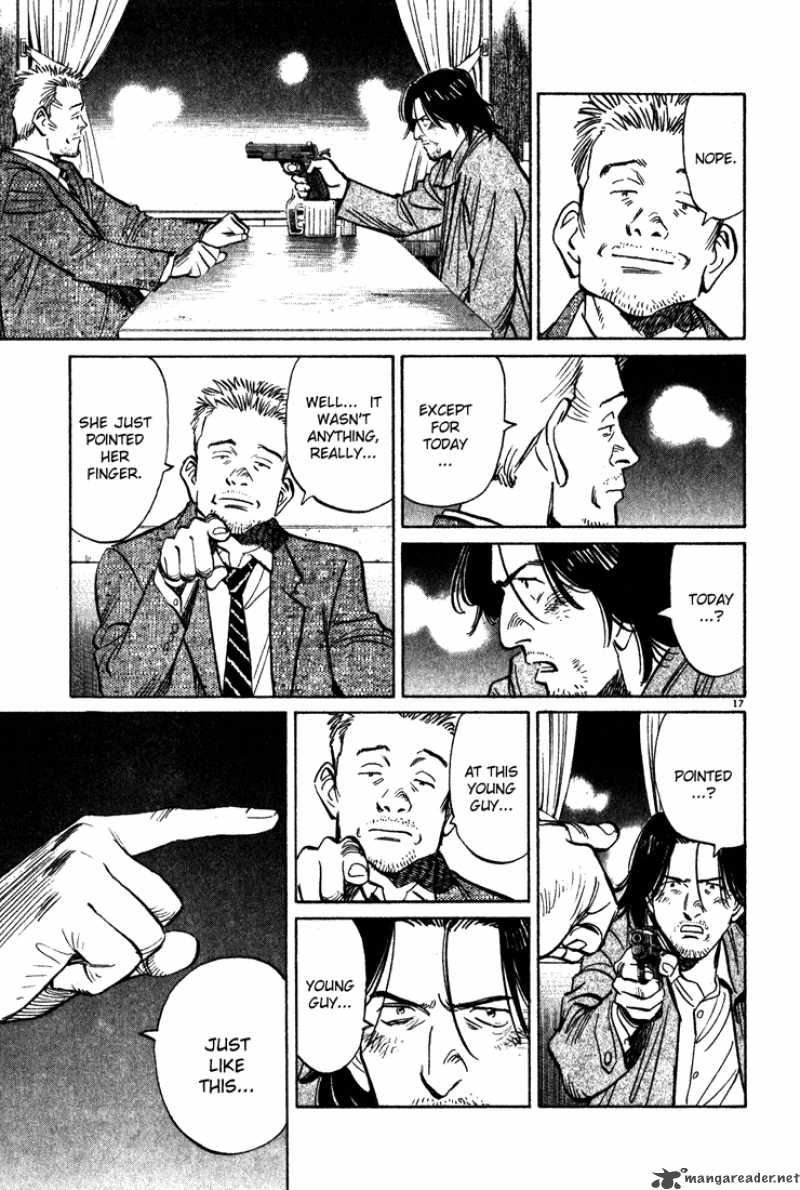 NOPE.
EXCEPT
FOR
TODAY
...
TODAY
...?
WELL... IT
WASN'T
ANYTHING,
REALLY...
SHE JUST
POINTED
HER
FINGER.
17
POINTED
...?
AT THIS
YOUNG
GUY...
YOUNG
GUY...
JUST
LIKE
THIS...
mangareader.net